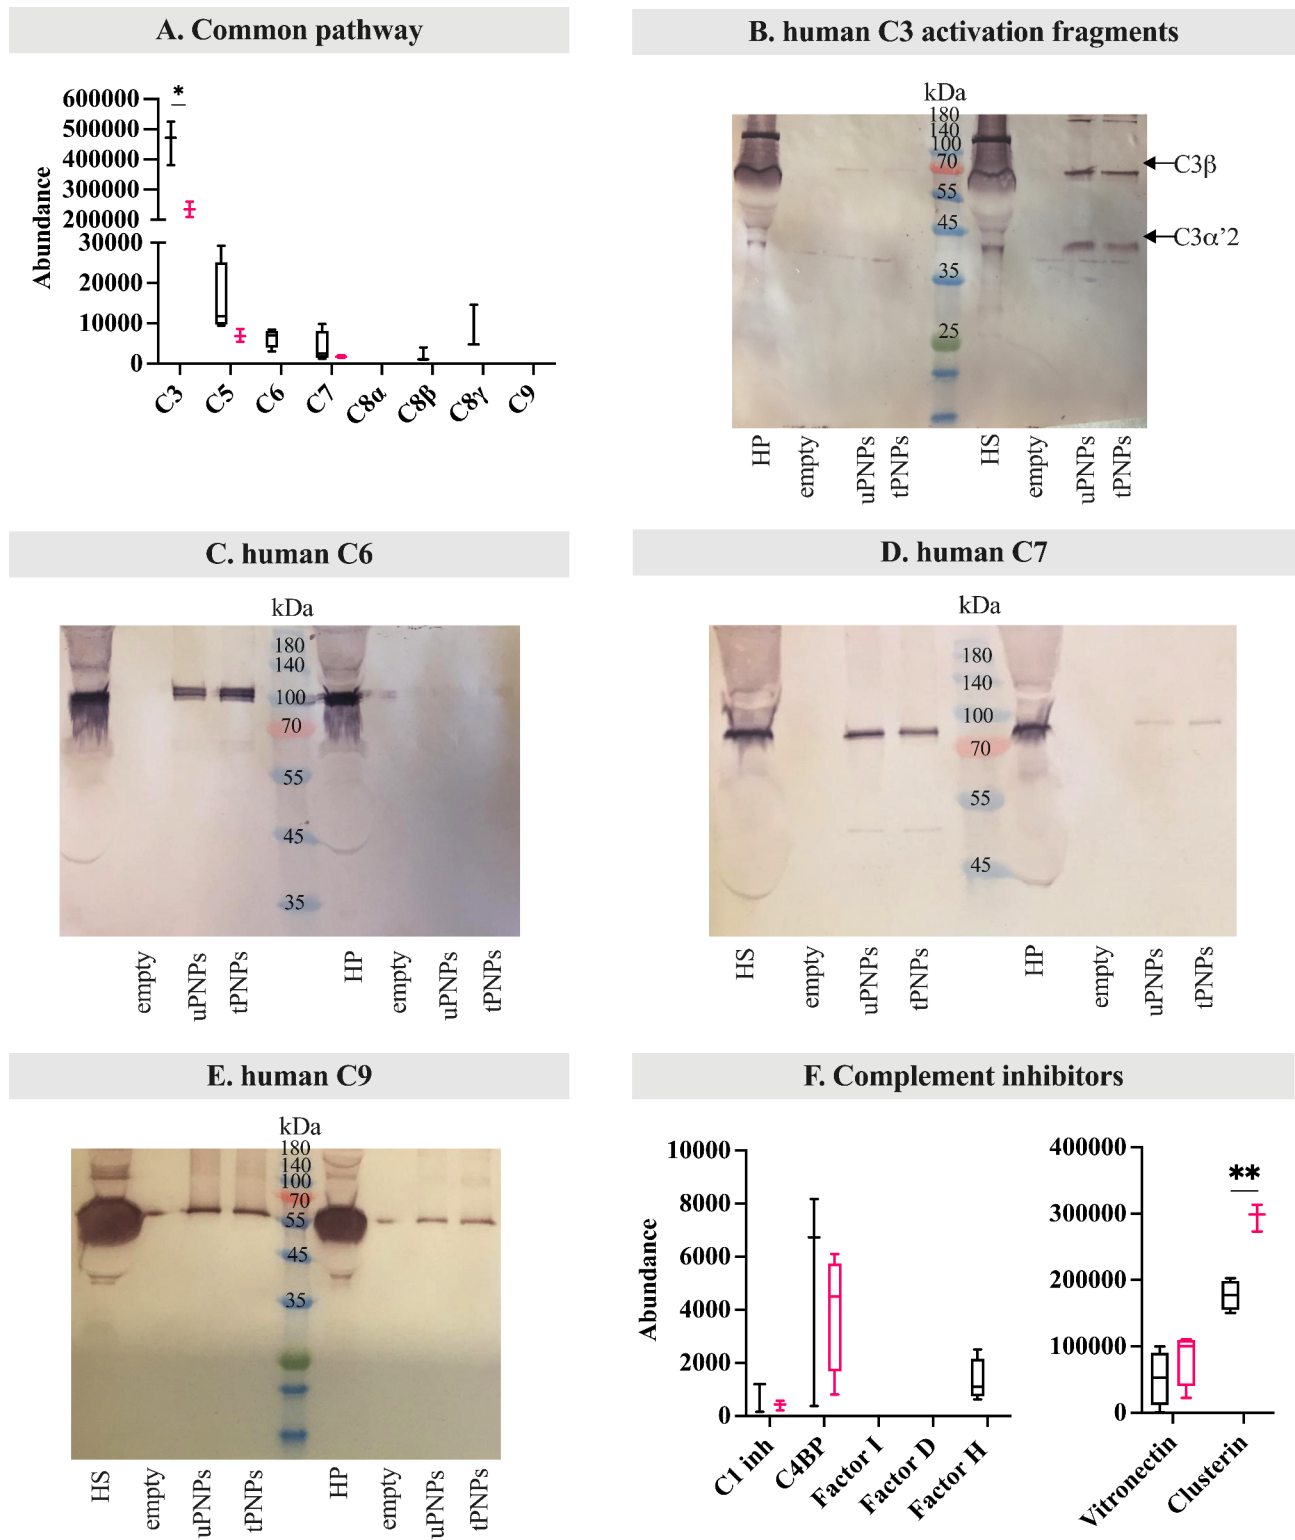 A. Common pathway
*
600000
500000
400000
300000
200000
30000
20000
10000
0
Abundance
C3
C5
C6
C7
C8α
C8β
C8γ
C9
B. human C3 activation fragments
kDa
180
140
100
70
55
45
35
25
C3β
C3α’2
HP
empty
uPNPs
tPNPs
HS
empty
uPNPs
tPNPs
C. human C6
kDa
180
140
100
70
55
45
35
empty
uPNPs
tPNPs
HP
empty
uPNPs
tPNPs
D. human C7
kDa
180
140
100
70
55
45
HS
empty
uPNPs
tPNPs
HP
empty
uPNPs
tPNPs
E. human C9
kDa
180
140
100
70
55
45
35
HS
empty
uPNPs
tPNPs
HP
empty
uPNPs
tPNPs
F. Complement inhibitors
10000
8000
6000
4000
2000
0
Abundance
C1 inh
C4BP
Factor I
Factor D
Factor H
400000
300000
200000
100000
0
**
Vitronectin
Clusterin